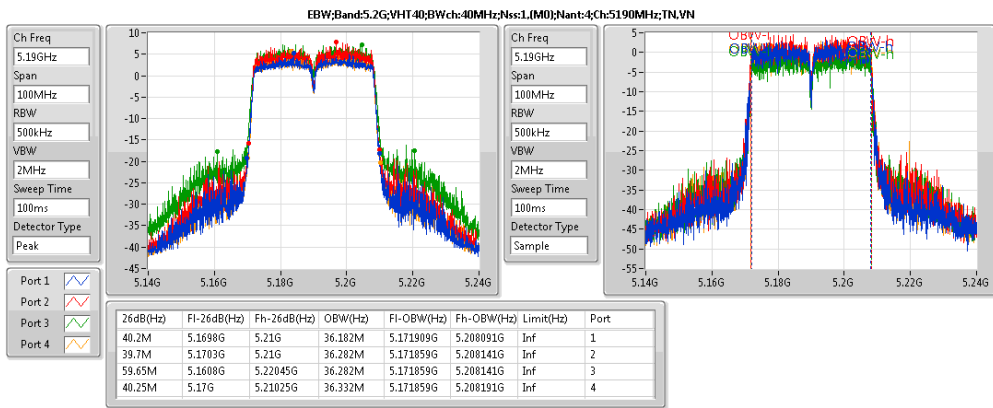 EBW;Band:5.2G;VHT40;BWch:40MHz;Nss:1,(M0);Nant:4;Ch:5190MHz;TN,VN
Ch Freq
5.19GHz
Span
100MHz
RBW
500kHz
VBW
2MHz
Sweep Time
100ms
Detector Type
Peak
10
5
0
-5
-10
-15
-20
-25
-30
-35
-40
-45
5.14G 5.16G 5.18G 5.2G 5.22G 5.24G
Ch Freq
5.19GHz
Span
100MHz
RBW
500kHz
VBW
2MHz
Sweep Time
100ms
Detector Type
Sample
5
0
-5
-10
-15
-20
-25
-30
-35
-40
-45
-50
-55
5.14G 5.16G 5.18G 5.2G 5.22G 5.24G
Port 1
Port 2
Port 3
Port 4
26dB(Hz) Fl-26dB(Hz) Fh-26dB(Hz) OBW(Hz) Fl-OBW(Hz) Fh-OBW(Hz) Limit(Hz) Port
40.2M 5.1698G 5.21G 36.182M 5.171909G 5.208091G Inf 1
39.7M 5.1703G 5.21G 36.282M 5.171859G 5.208141G Inf 2
59.65M 5.1608G 5.22045G 36.282M 5.171859G 5.208141G Inf 3
40.25M 5.17G 5.21025G 36.332M 5.171859G 5.208191G Inf 4